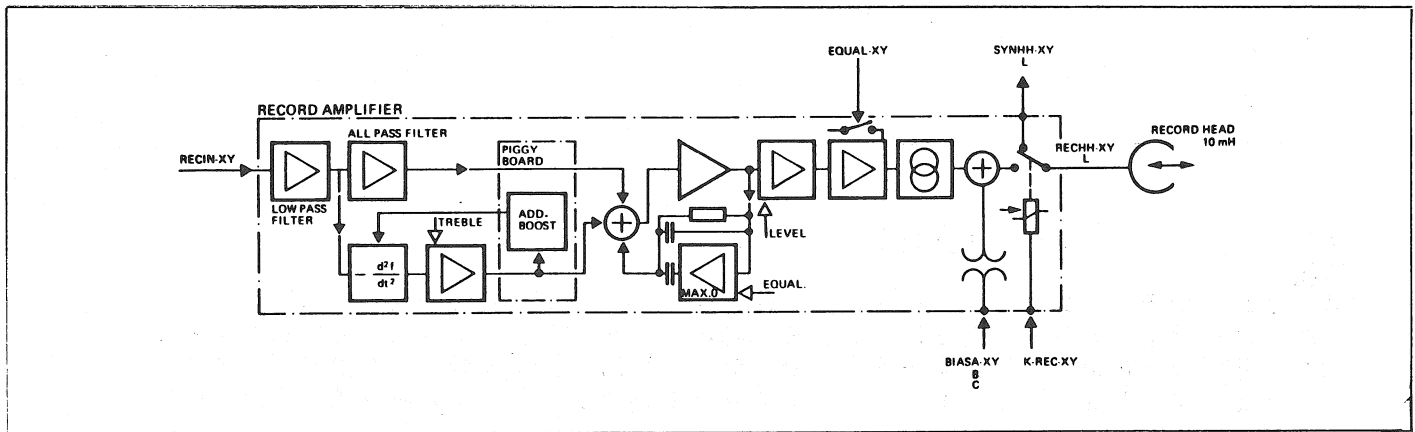 EQUAL-XY
SYNHH-XY
L
RECORD AMPLIFIER
ALL PASS FILTER
RECORD HEAD
10 mH
PIGGY
BOARD
RECIN-XY
RECHH-XY
L
LOW PASS
FILTER
ADD.
BOOST
TREBLE
LEVEL
- d²f
dt²
MAX.0
EQUAL.
BIASA-XY
B
C
K-REC-XY